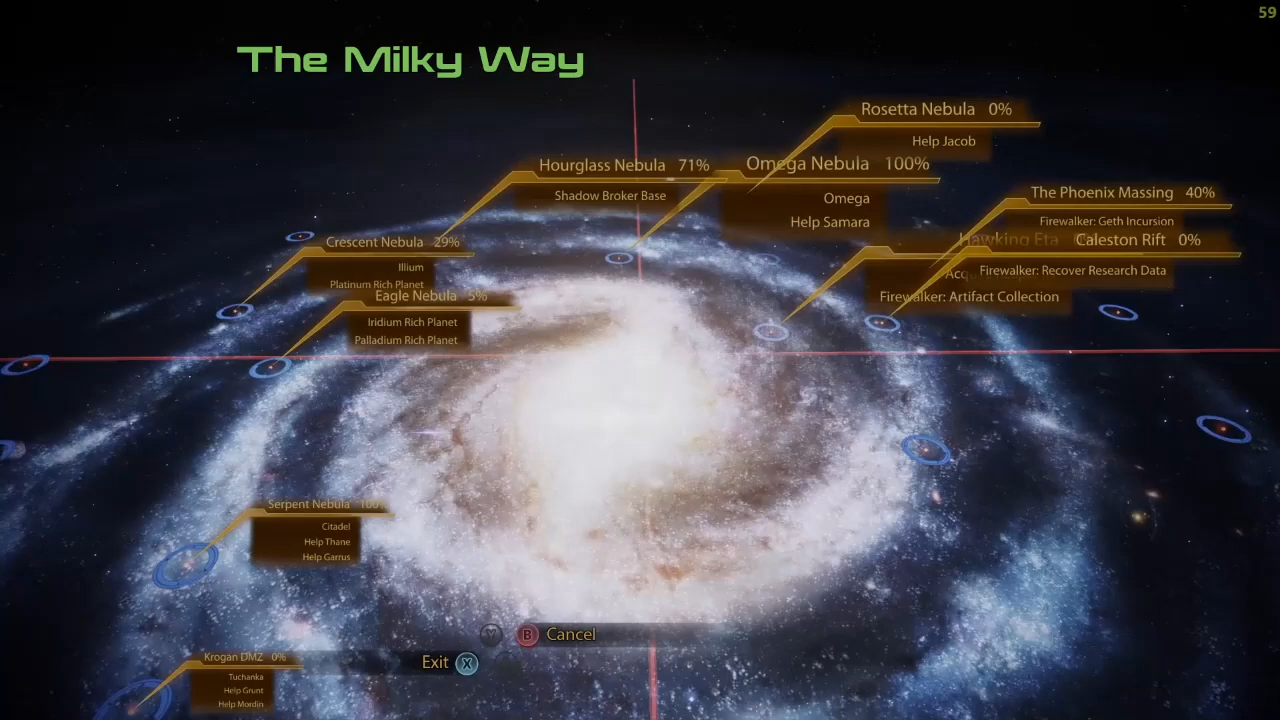 59
The Milky Way
Rosetta Nebula 0%
Help Jacob
Hourglass Nebula 71%
Shadow Broker Base
Omega Nebula 100%
Omega
Help Samara
The Phoenix Massing 40%
Firewalker: Geth Incursion
Hawking Eta
Caleston Rift 0%
Firewalker: Recover Research Data
Firewalker: Artifact Collection
Crescent Nebula 29%
Illium
Platinum Rich Planet
Eagle Nebula 5%
Iridium Rich Planet
Palladium Rich Planet
Serpent Nebula 100%
Citadel
Help Thane
Help Garrus
B Cancel
Exit X
Krogan DMZ 0%
Tuchanka
Help Grunt
Help Mordin